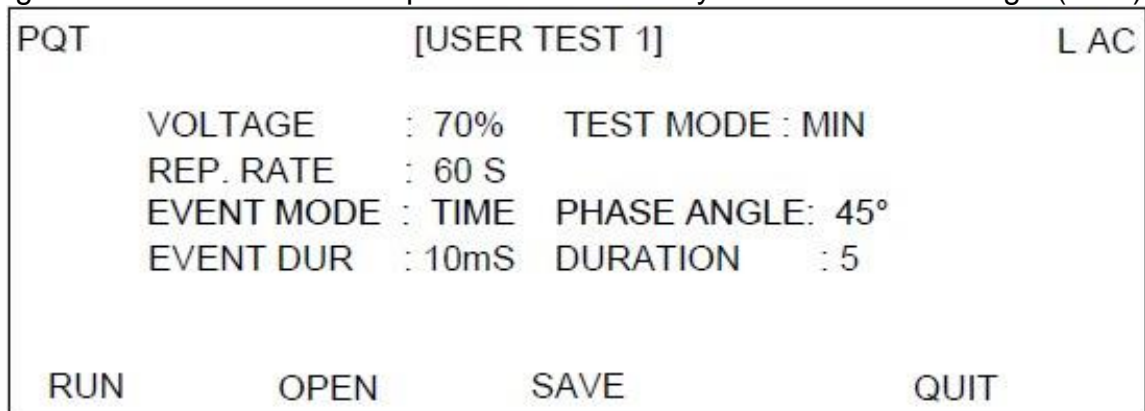 PQT [USER TEST 1] L AC
VOLTAGE : 70% TEST MODE : MIN
REP. RATE : 60 S
EVENT MODE : TIME PHASE ANGLE: 45°
EVENT DUR : 10mS DURATION : 5
RUN OPEN SAVE QUIT